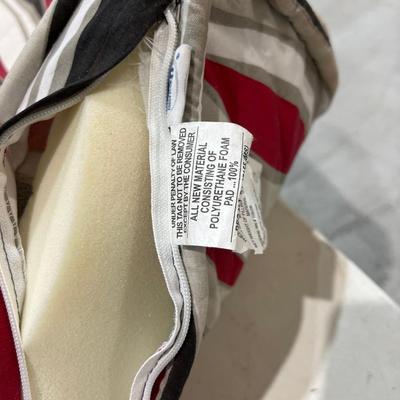 UNDER PENALTY OF LAW
THIS TAG NOT TO BE REMOVED
EXCEPT BY THE CONSUMER
ALL NEW MATERIAL
CONSISTING OF
POLYURETHANE FOAM
PAD ...100%